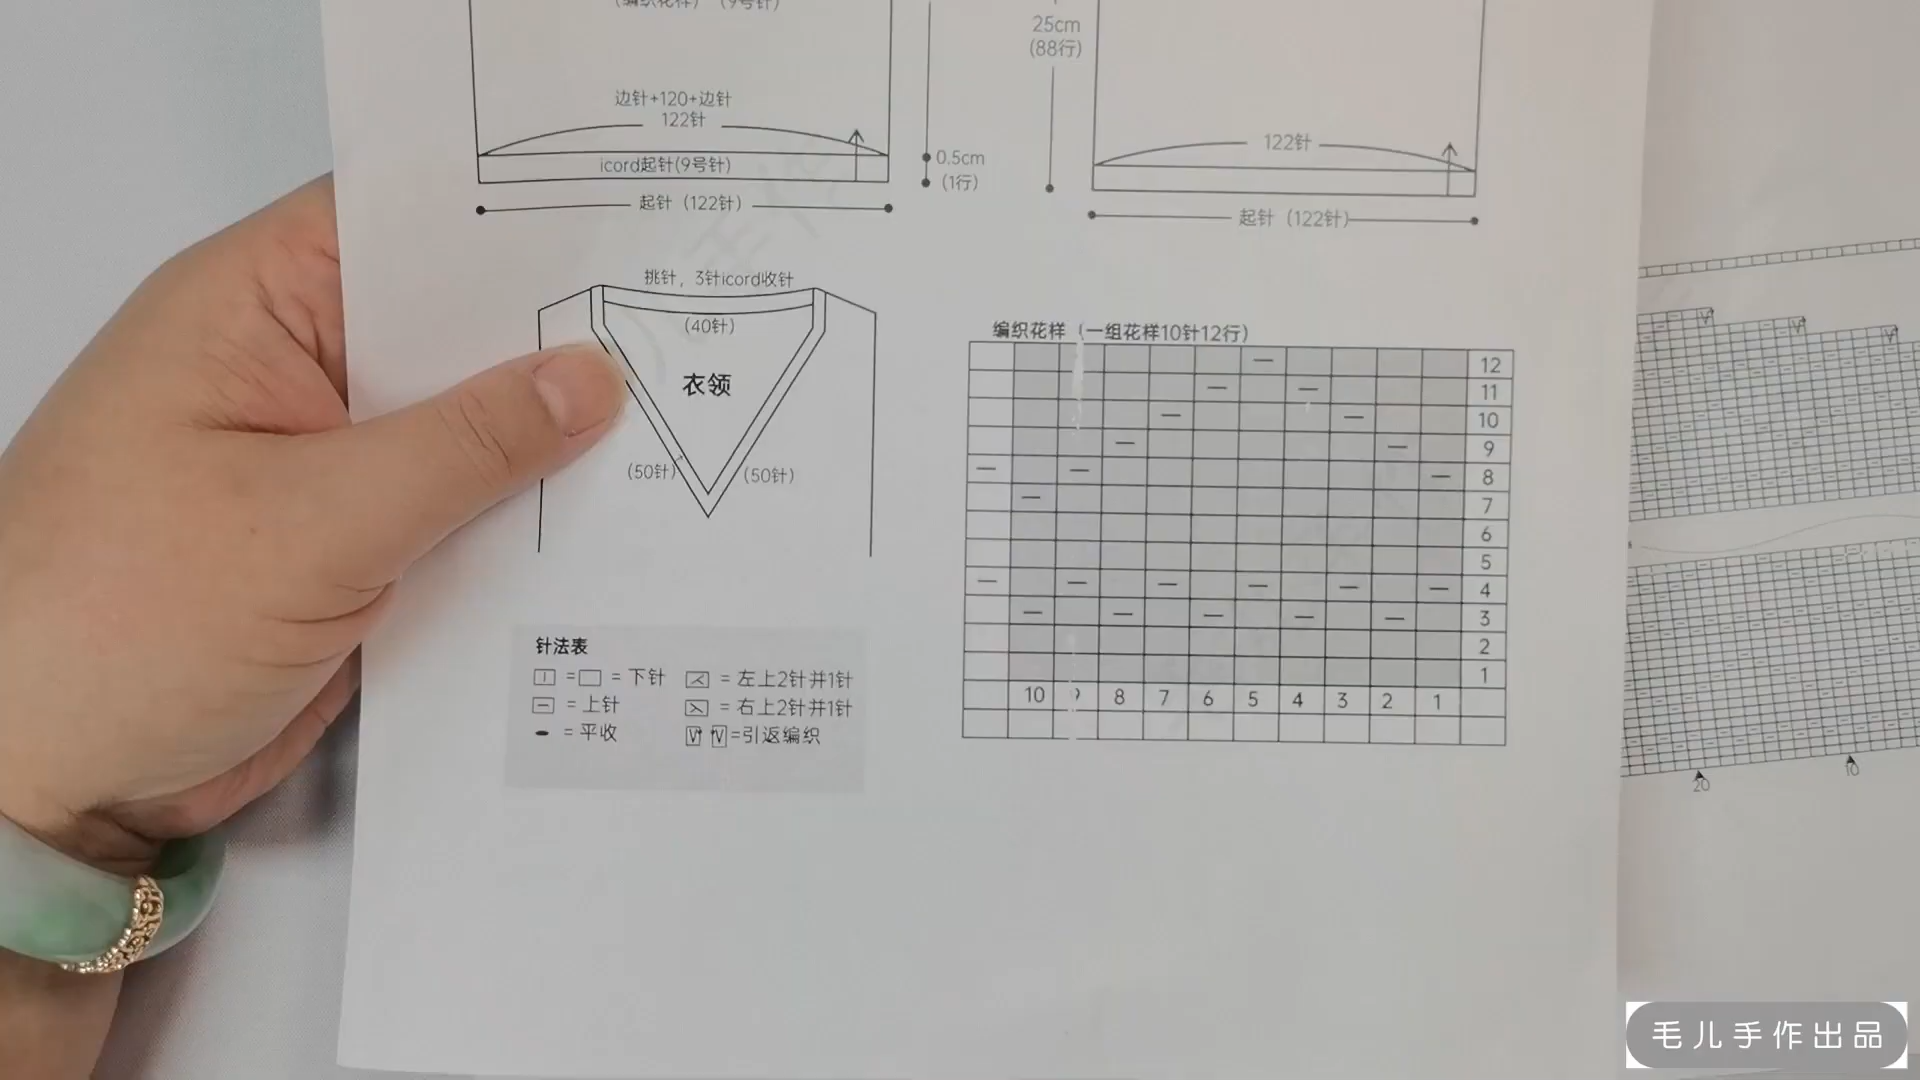 (编织花样) (9号针)
边针+120+边针
122针
icord起针(9号针)
起针 (122针)
0.5cm
(1行)
25cm
(88行)
122针
起针 (122针)
挑针，3针icord收针
(40针)
衣领
(50针)
(50针)
针法表
= = 下针
= 上针
= 平收
= 左上2针并1针
= 右上2针并1针
=引返编织
编织花样 (一组花样10针12行)
12
11
10
9
8
7
6
5
4
3
2
1
10 8 7 6 5 4 3 2 1
20
10
毛儿手作出品